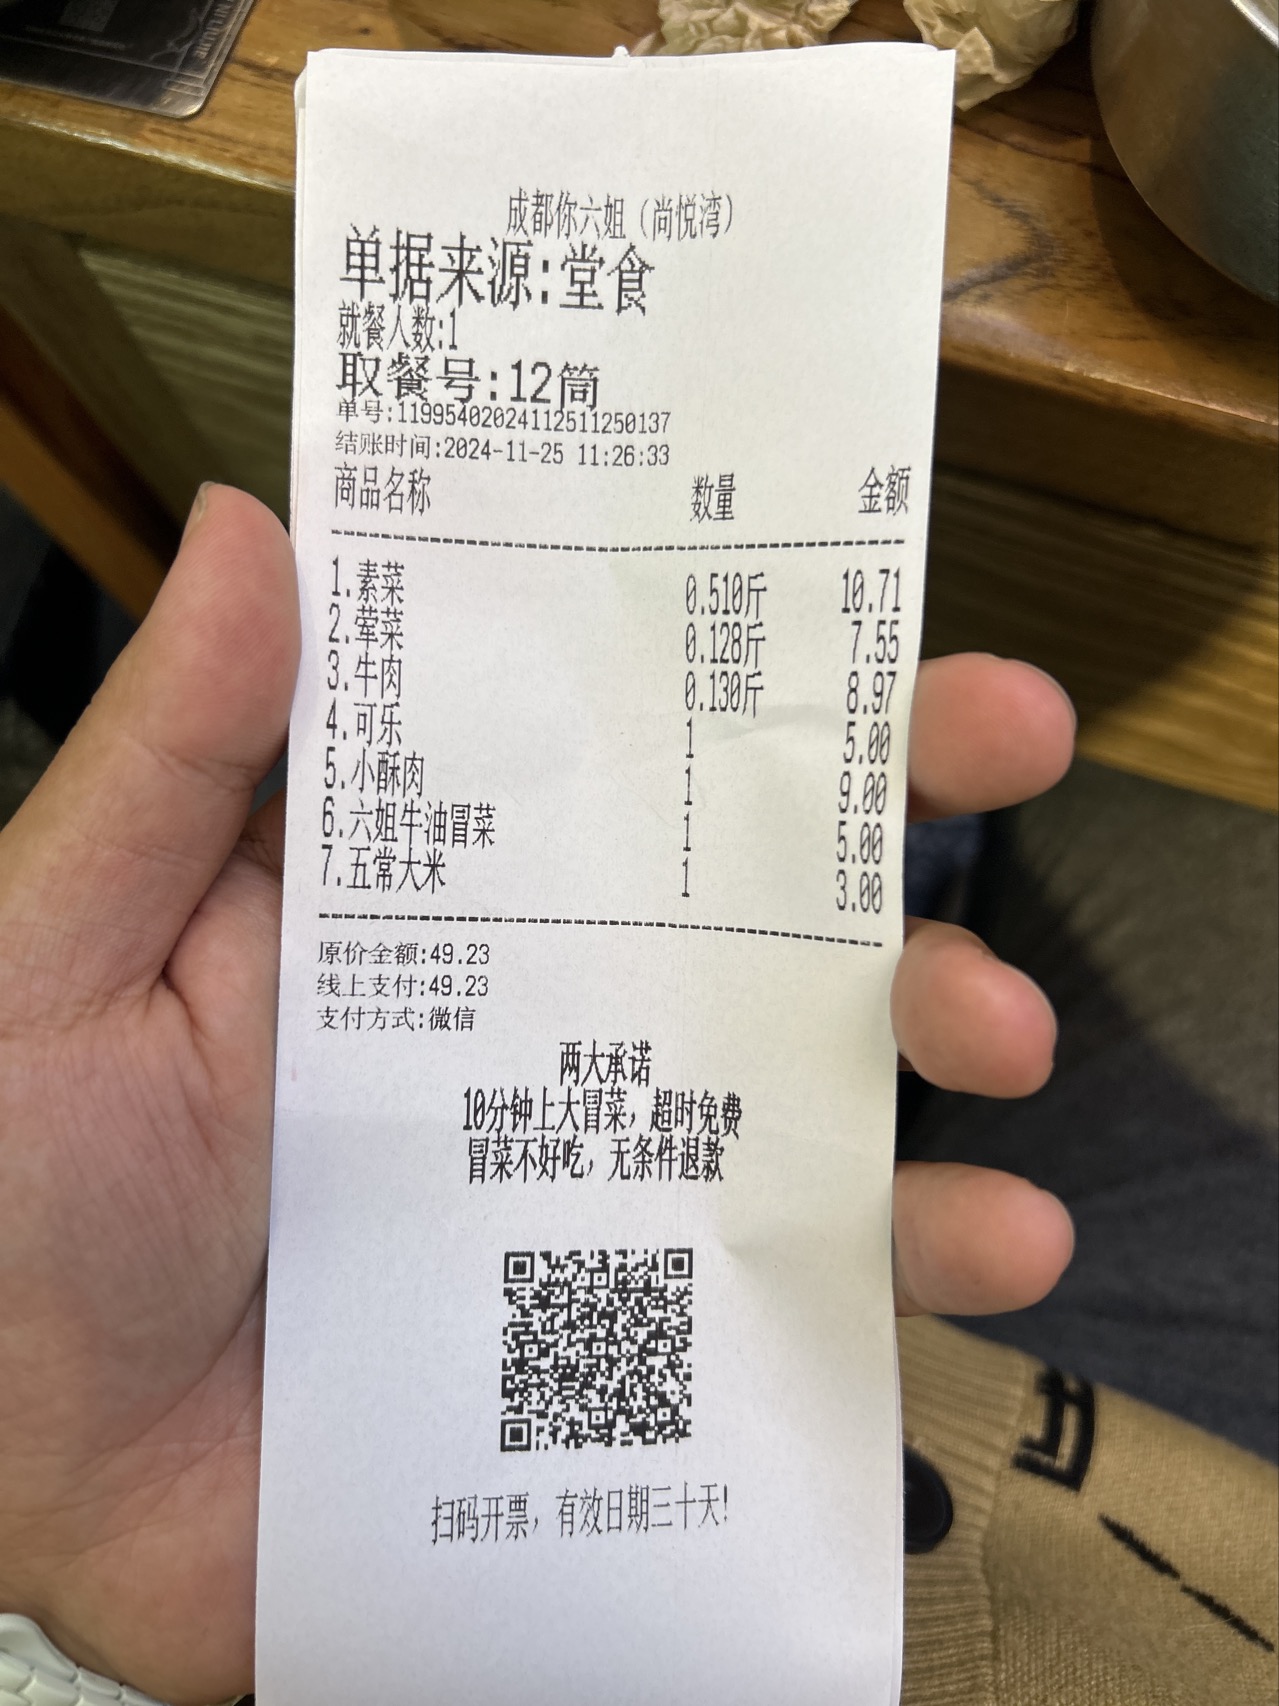 成都你六姐（尚悦湾）
单据来源:堂食
就餐人数:1
取餐号:12筒
单号:11995402024112511250137
结账时间:2024-11-25 11:26:33
商品名称 数量 金额
1.素菜 0.510斤 10.71
2.荤菜 0.128斤 7.55
3.牛肉 0.130斤 8.97
4.可乐 1 5.00
5.小酥肉 1 9.00
6.六姐牛油冒菜 1 5.00
7.五常大米 1 3.00
原价金额:49.23
线上支付:49.23
支付方式:微信
两大承诺
10分钟上大冒菜，超时免费
冒菜不好吃，无条件退款
扫码开票，有效日期三十天!